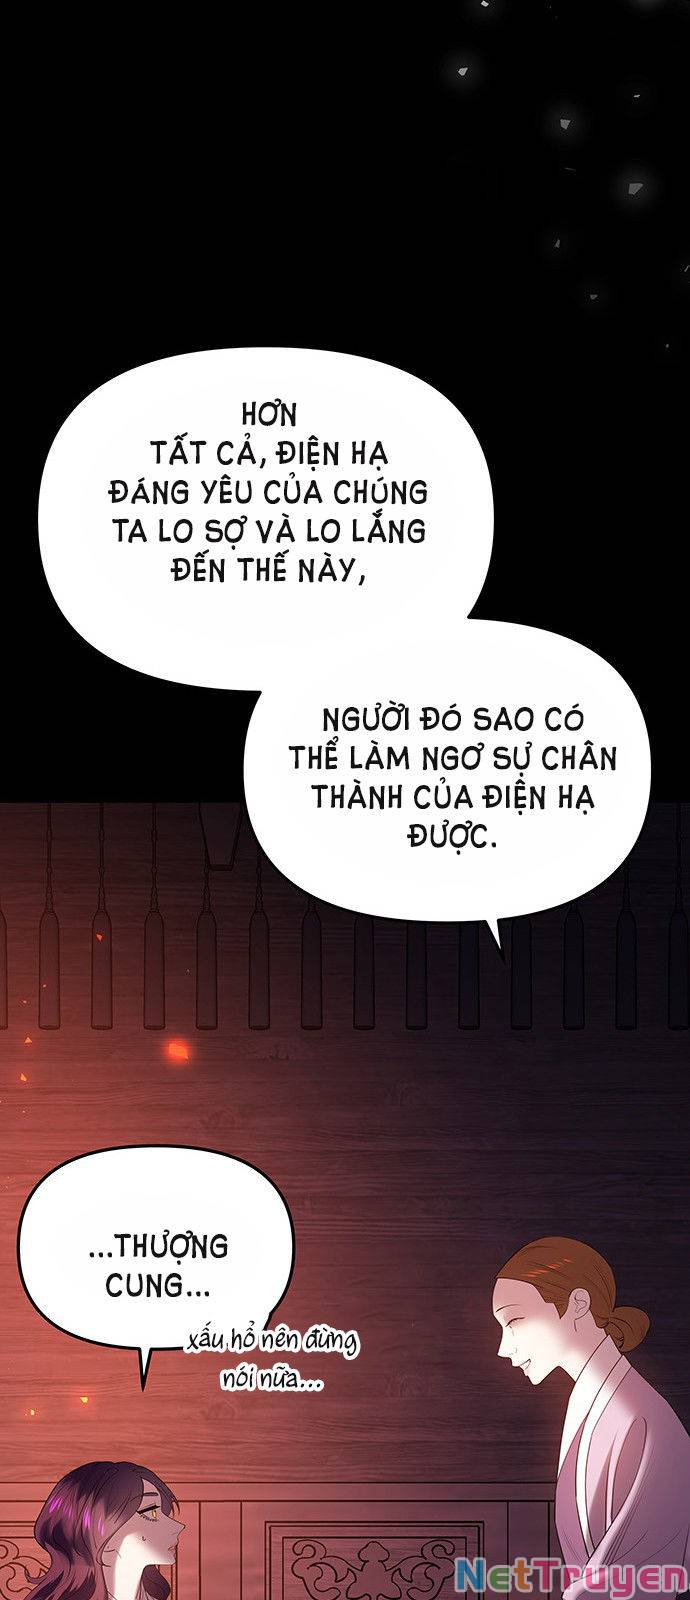 HƠN
TẤT CẢ, ĐIỆN HẠ
ĐÁNG YÊU CỦA CHÚNG
TA LO SỢ VÀ LO LẮNG
ĐẾN THẾ NÀY,
NGƯỜI ĐÓ SAO CÓ
THỂ LÀM NGƠ SỰ CHÂN
THÀNH CỦA ĐIỆN HẠ
ĐƯỢC.
...THƯỢNG
CUNG...
xấu hổ nên đừng
nói nữa...
NetTruyen